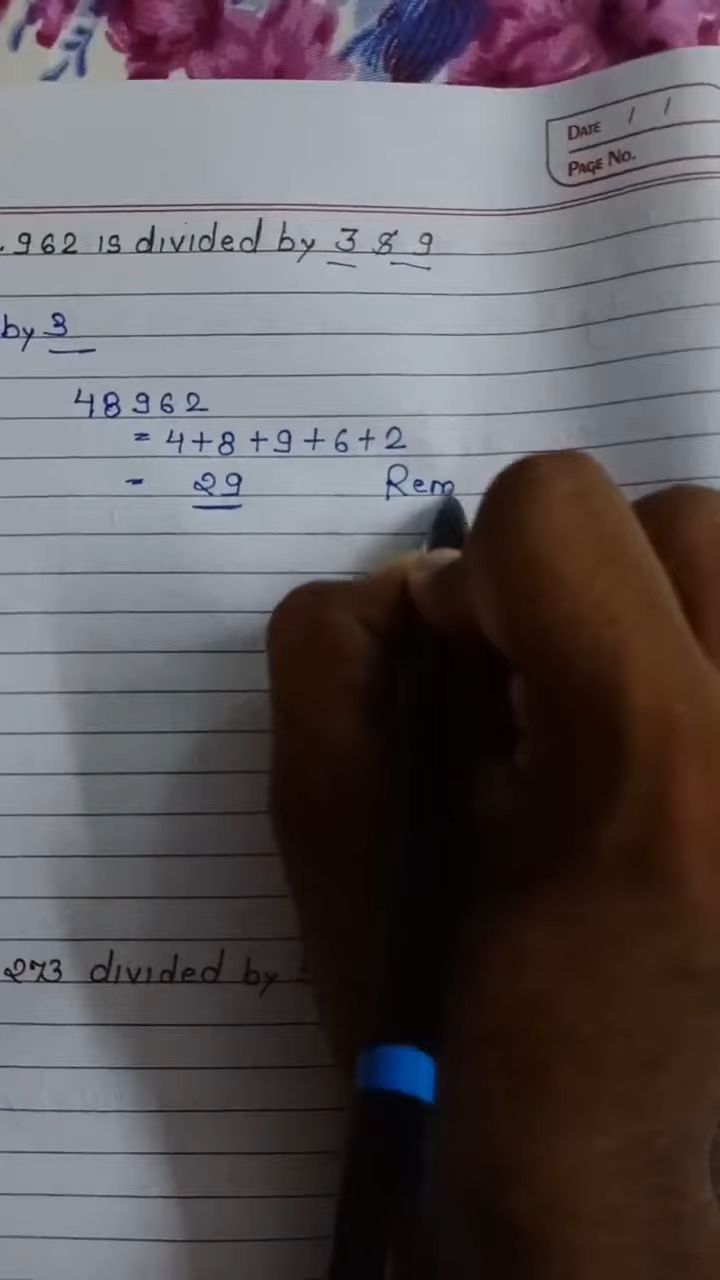 DATE / /
PAGE No.
.962 is divided by 3 & 9
by 3
48962
= 4+8+9+6+2
= 29 Rem
273 divided by